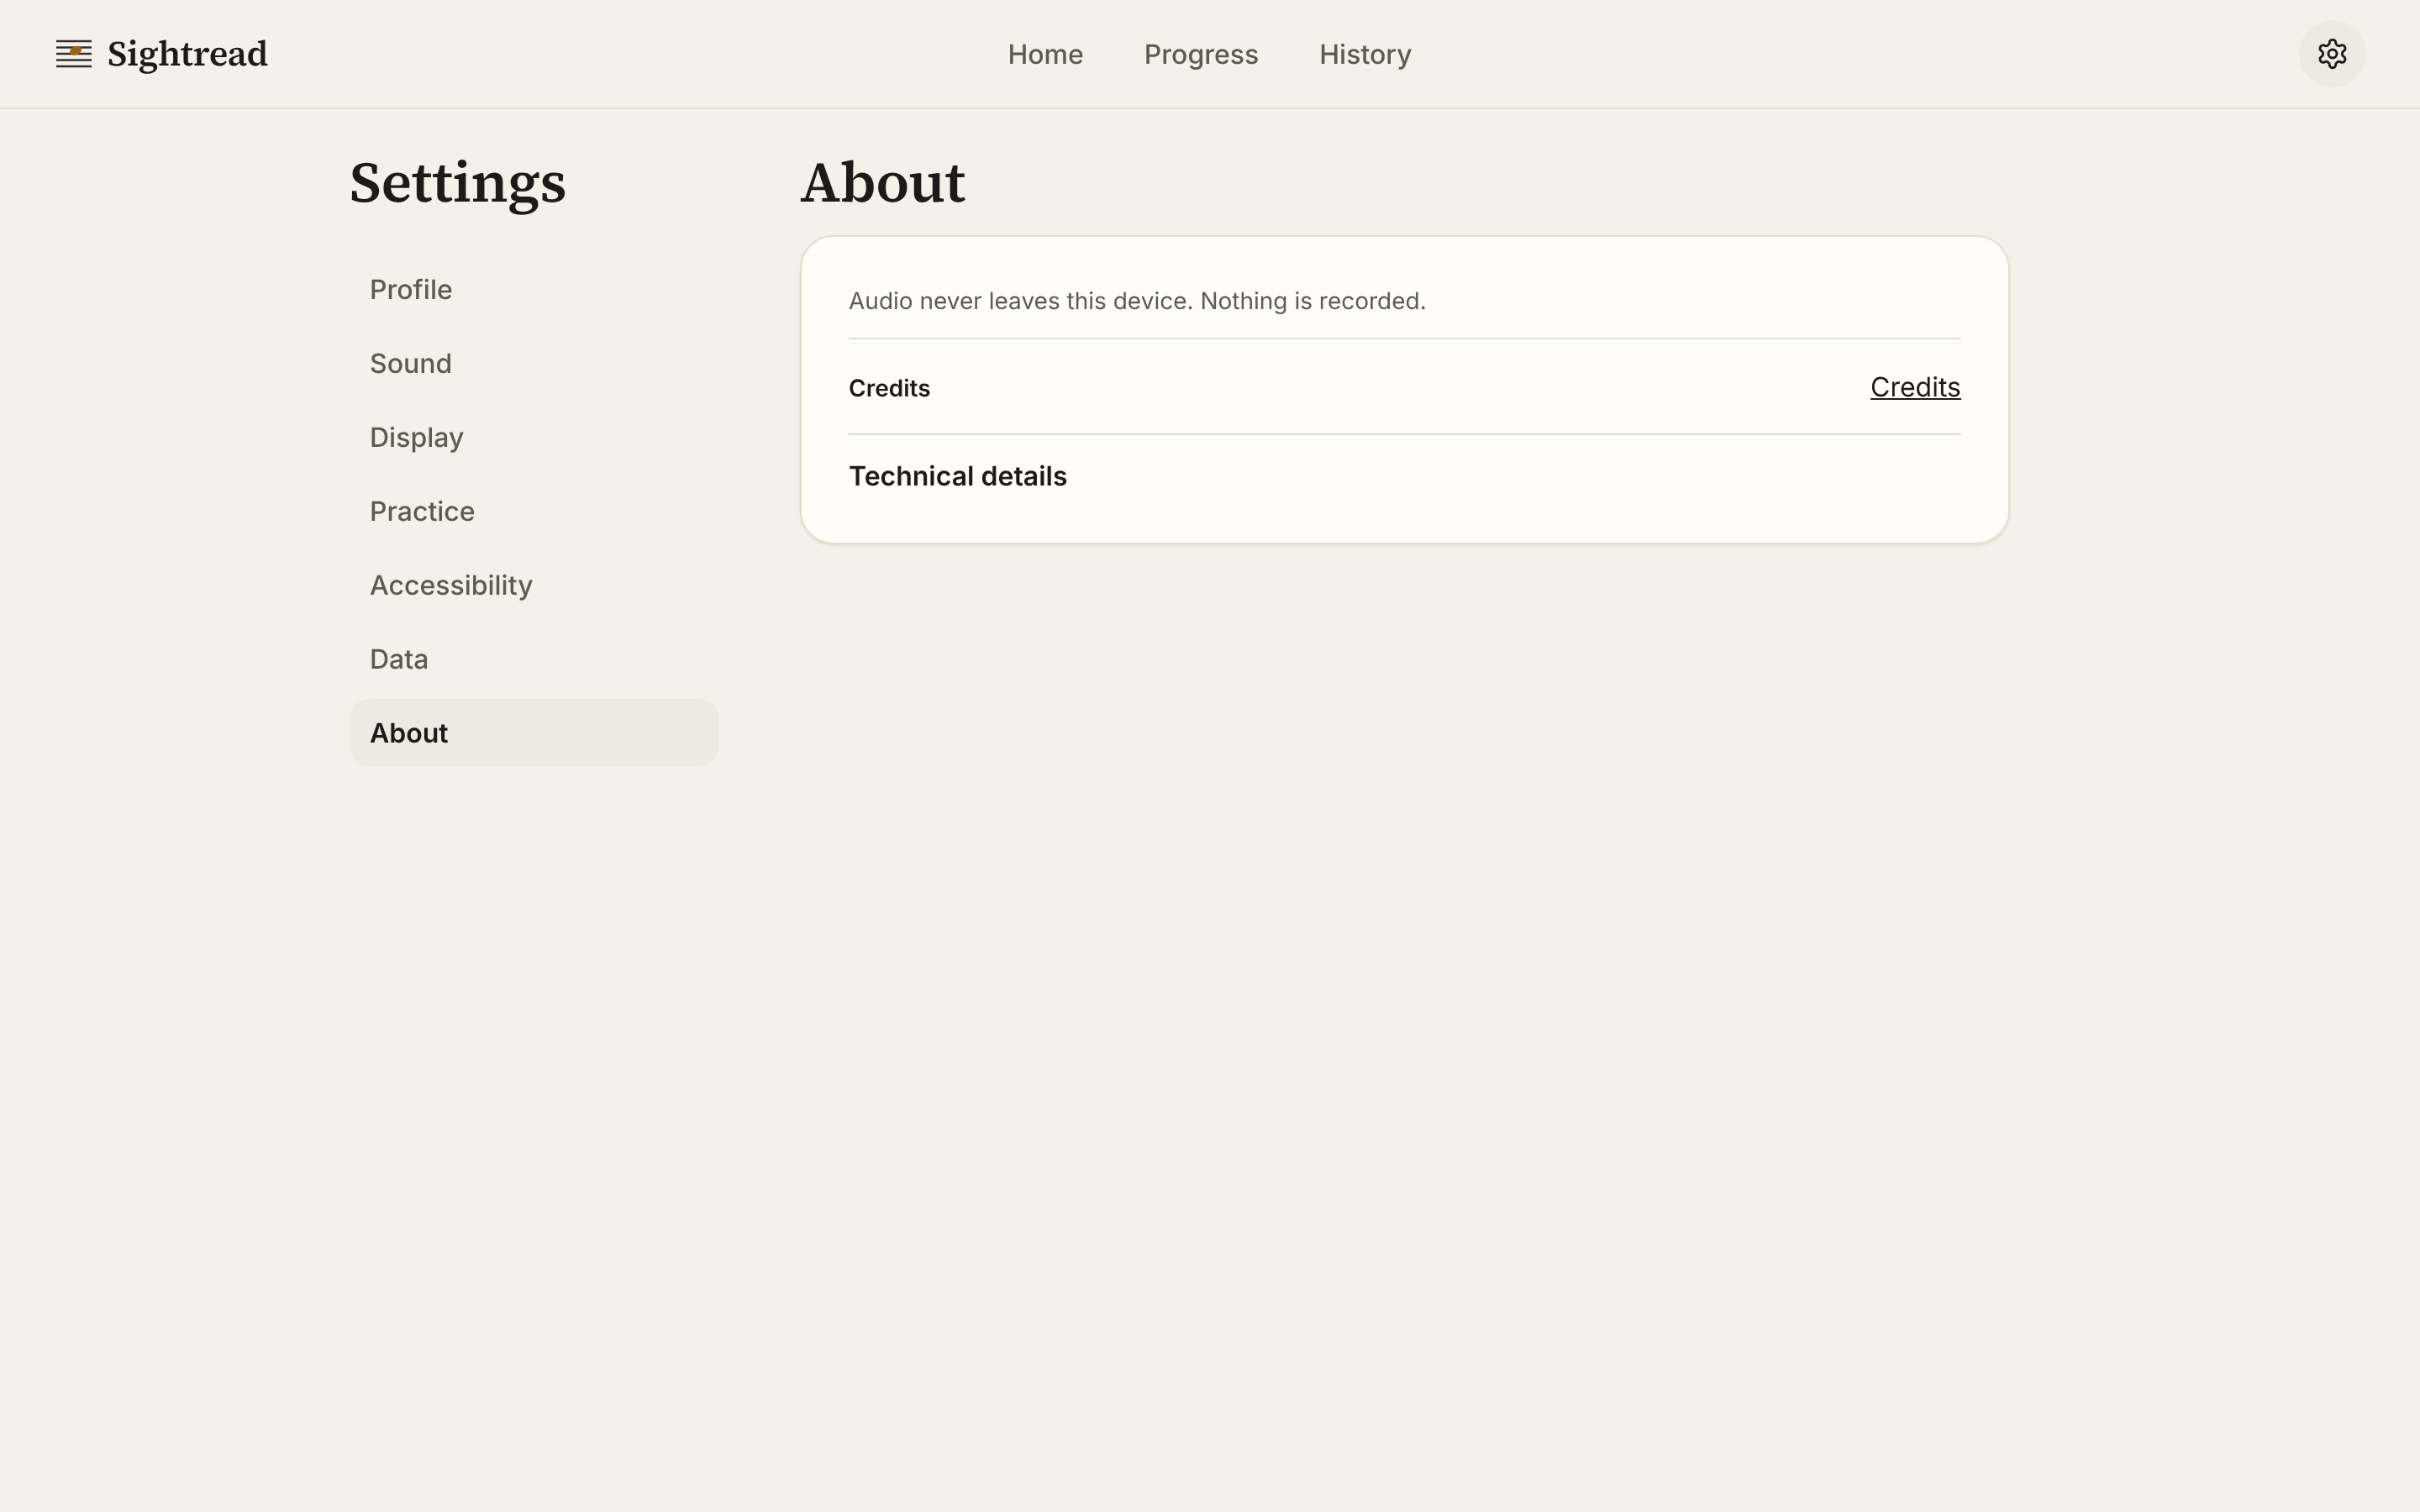 Sightread
Home Progress History
Settings
Profile
Sound
Display
Practice
Accessibility
Data
About
About
Audio never leaves this device. Nothing is recorded.
Credits Credits
Technical details